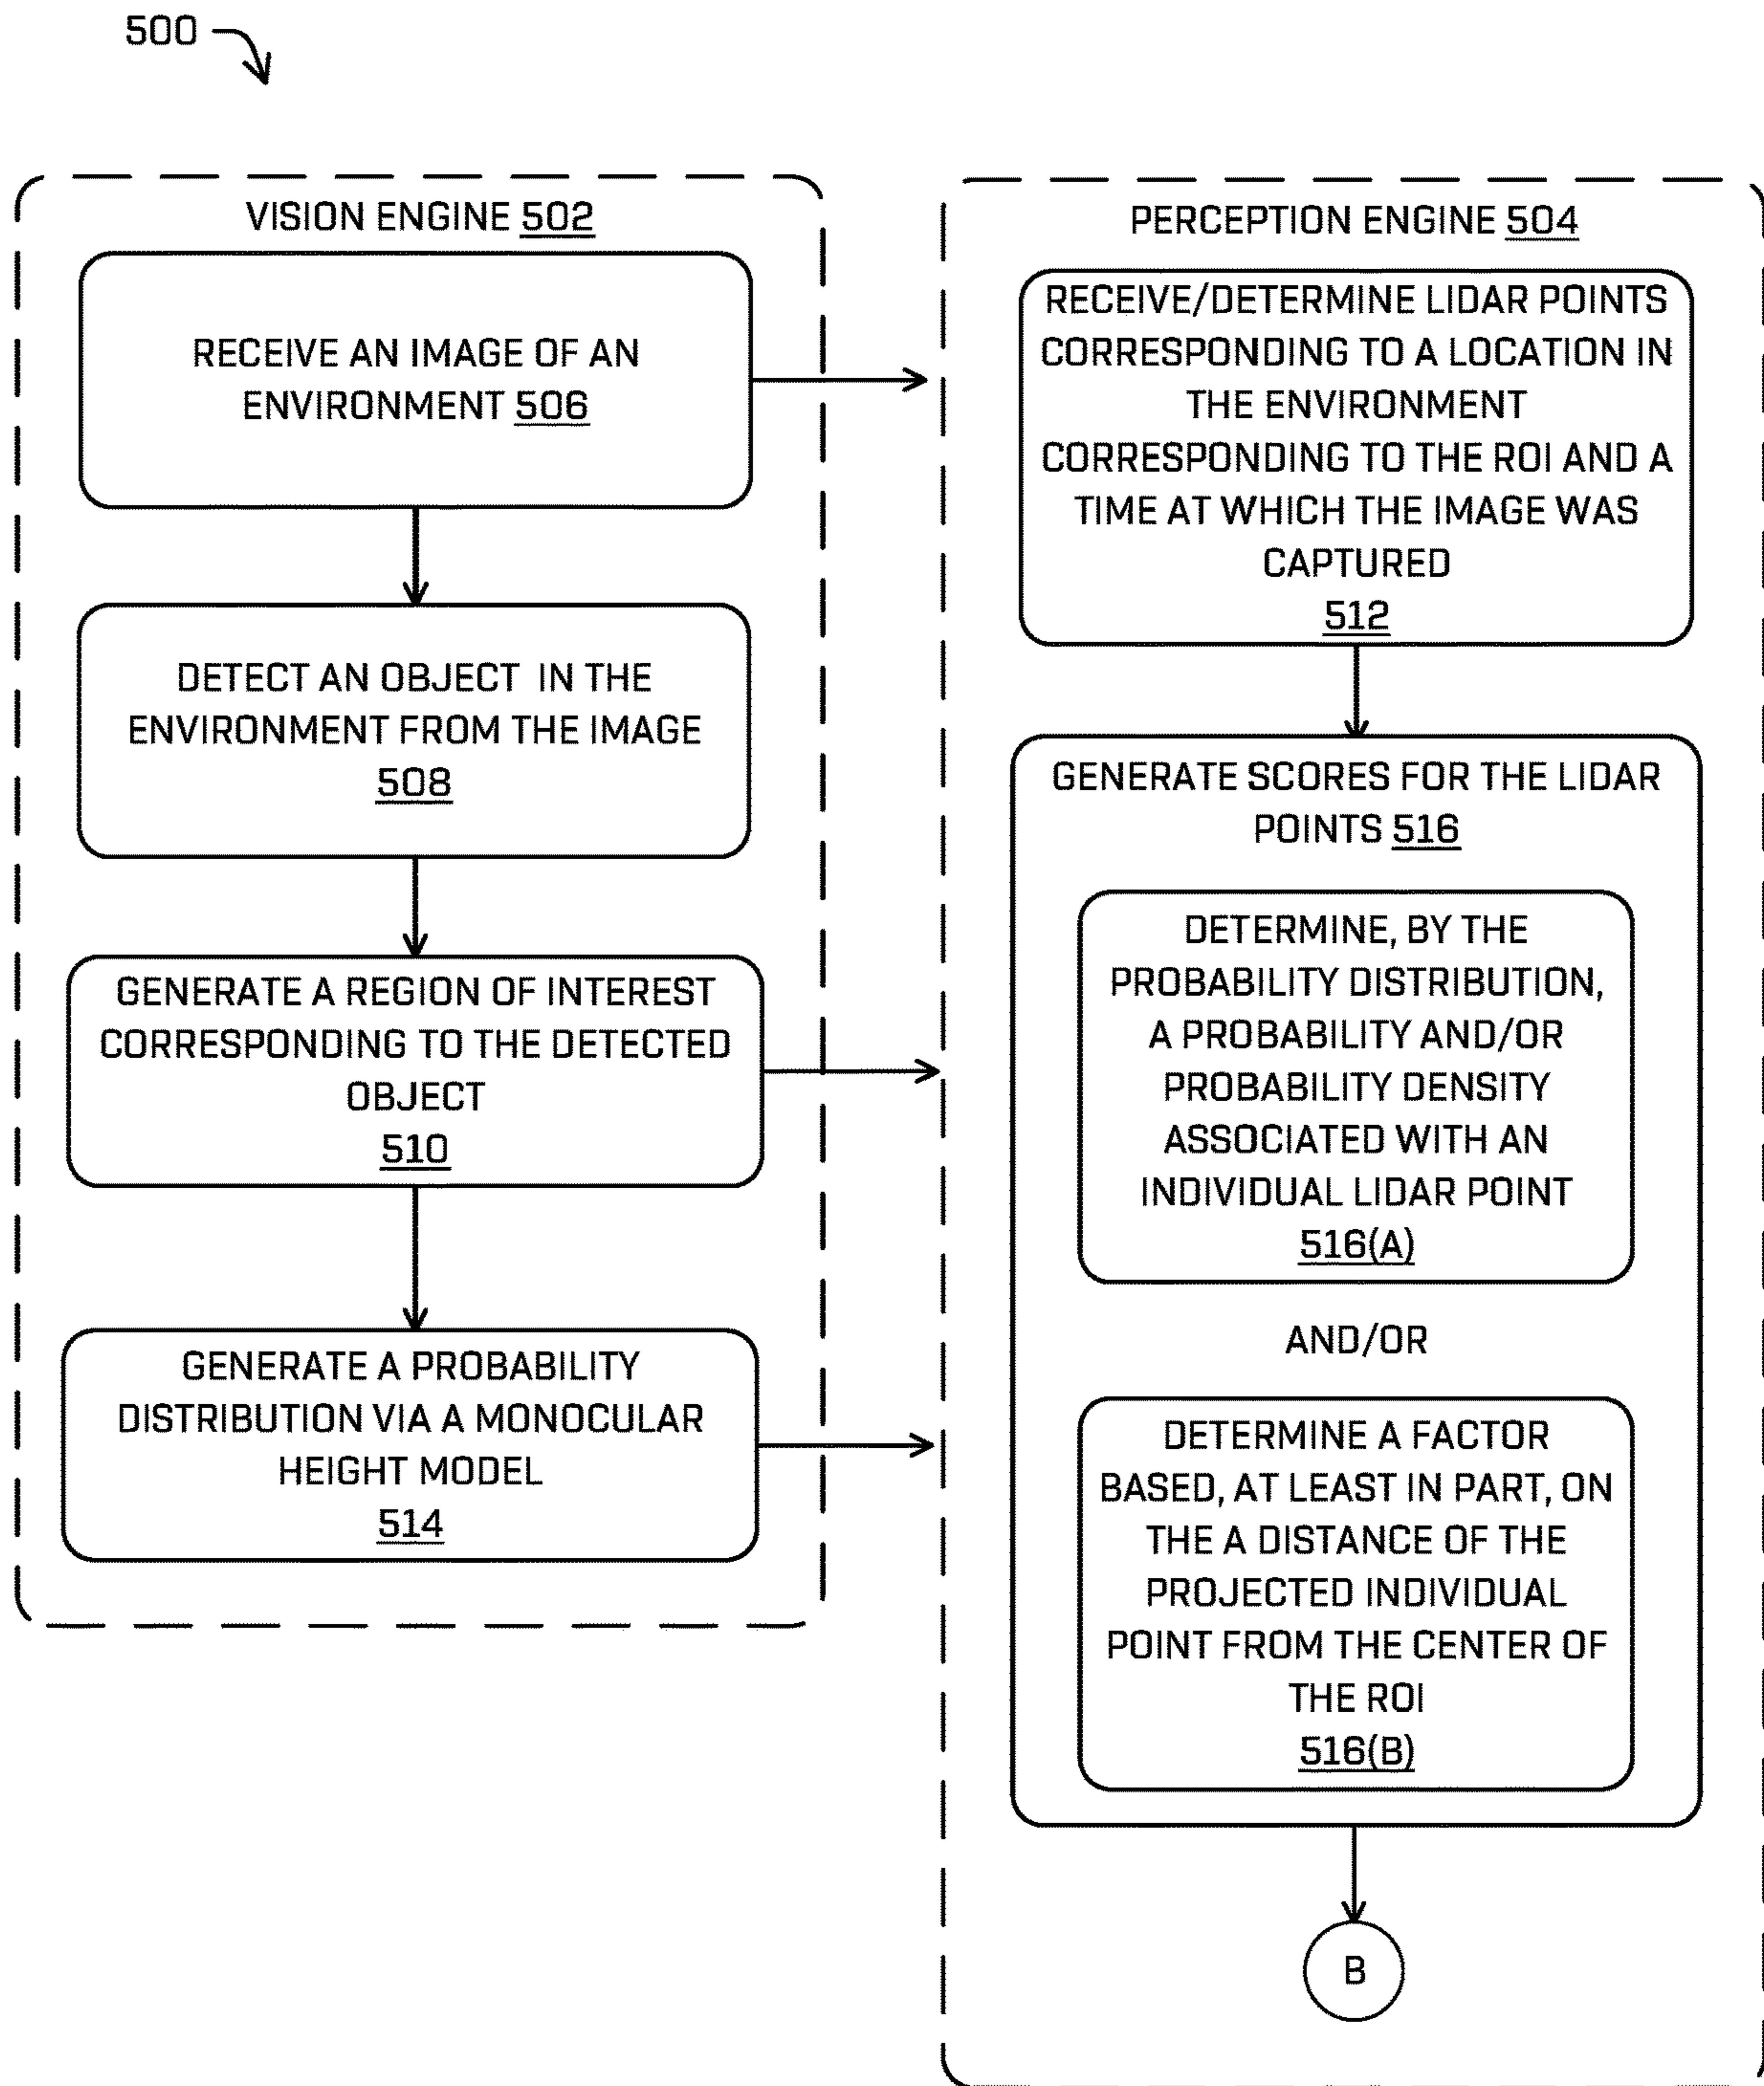 500
VISION ENGINE 502
RECEIVE AN IMAGE OF AN
ENVIRONMENT 506
DETECT AN OBJECT IN THE
ENVIRONMENT FROM THE IMAGE
508
GENERATE A REGION OF INTEREST
CORRESPONDING TO THE DETECTED
OBJECT
510
GENERATE A PROBABILITY
DISTRIBUTION VIA A MONOCULAR
HEIGHT MODEL
514
PERCEPTION ENGINE 504
RECEIVE/DETERMINE LIDAR POINTS
CORRESPONDING TO A LOCATION IN
THE ENVIRONMENT
CORRESPONDING TO THE ROI AND A
TIME AT WHICH THE IMAGE WAS
CAPTURED
512
GENERATE SCORES FOR THE LIDAR
POINTS 516
DETERMINE, BY THE
PROBABILITY DISTRIBUTION,
A PROBABILITY AND/OR
PROBABILITY DENSITY
ASSOCIATED WITH AN
INDIVIDUAL LIDAR POINT
516(A)
AND/OR
DETERMINE A FACTOR
BASED, AT LEAST IN PART, ON
THE A DISTANCE OF THE
PROJECTED INDIVIDUAL
POINT FROM THE CENTER OF
THE ROI
516(B)
B